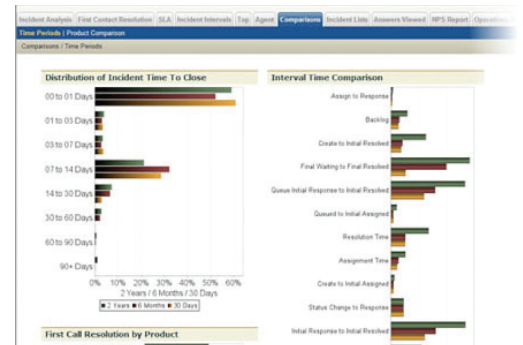 Incident Analysis First Contact Resolution SLA Incident Intervals Top Agent Comparisons Incident Lists Answers Viewed NPS Report Operations
Time Periods | Product Comparison
Comparisons / Time Periods
Distribution of Incident Time To Close
00 to 01 Days
01 to 03 Days
03 to 07 Days
07 to 14 Days
14 to 30 Days
30 to 60 Days
60 to 90 Days
90+ Days
0% 10% 20% 30% 40% 50% 60%
2 Years / 6 Months / 30 Days
2 Years 6 Months 30 Days
First Call Resolution by Product
Interval Time Comparison
Assign to Response
Backlog
Create to Initial Resolved
Final Waiting to Final Resolved
Queue Initial Response to Initial Resolved
Queued to Initial Assigned
Resolution Time
Assignment Time
Create to Initial Assigned
Status Change to Response
Initial Response to Initial Resolved